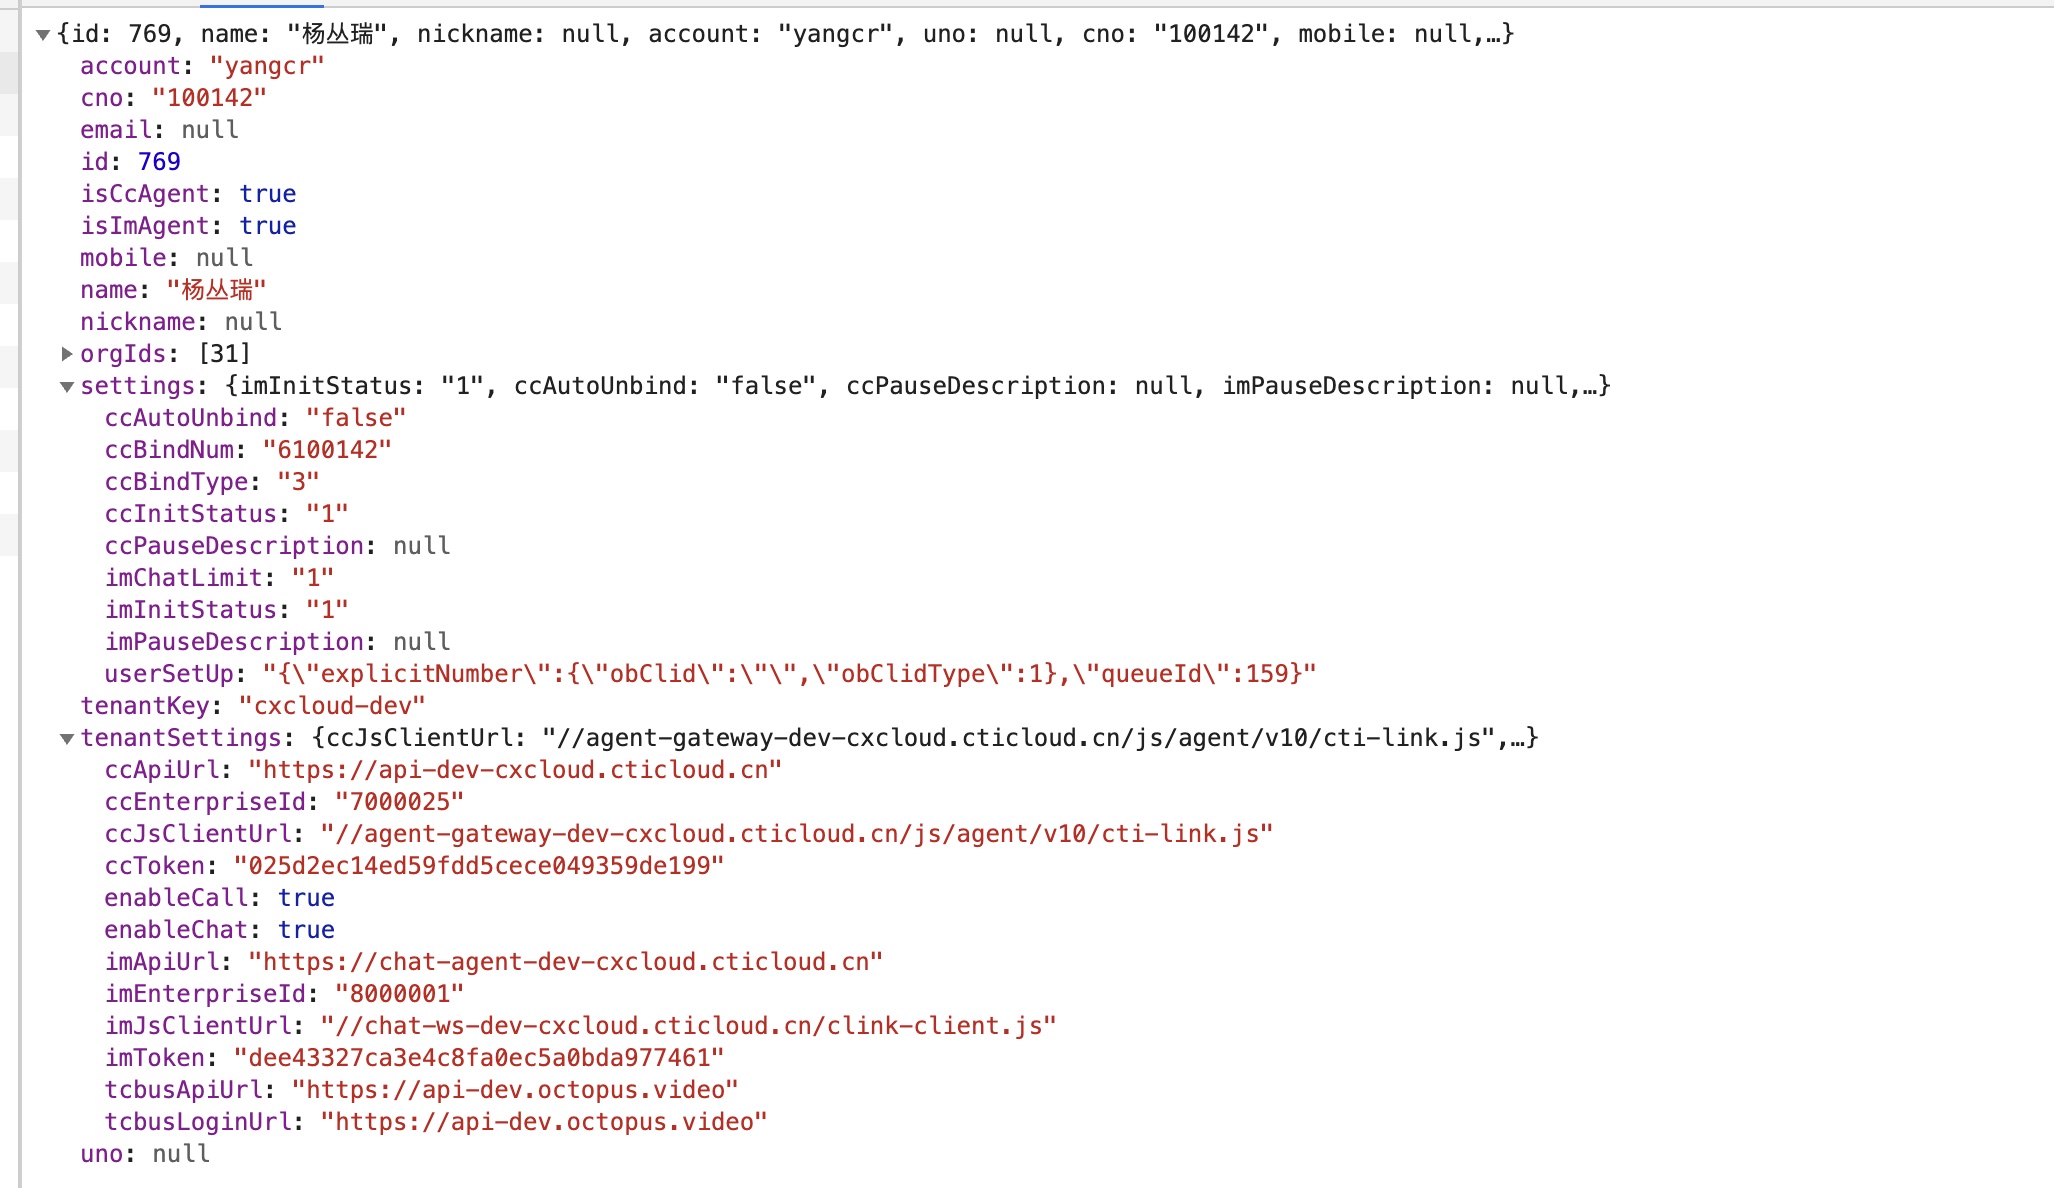 {id: 769, name: "杨丛瑞", nickname: null, account: "yangcr", uno: null, cno: "100142", mobile: null,…}
account: "yangcr"
cno: "100142"
email: null
id: 769
isCcAgent: true
isImAgent: true
mobile: null
name: "杨丛瑞"
nickname: null
orgIds: [31]
settings: {imInitStatus: "1", ccAutoUnbind: "false", ccPauseDescription: null, imPauseDescription: null,…}
ccAutoUnbind: "false"
ccBindNum: "6100142"
ccBindType: "3"
ccInitStatus: "1"
ccPauseDescription: null
imChatLimit: "1"
imInitStatus: "1"
imPauseDescription: null
userSetUp: "{\"explicitNumber\":{\"obClid\":\"\",\"obClidType\":1},\"queueId\":159}"
tenantKey: "cxcloud-dev"
tenantSettings: {ccJsClientUrl: "//agent-gateway-dev-cxcloud.cticloud.cn/js/agent/v10/cti-link.js",…}
ccApiUrl: "https://api-dev-cxcloud.cticloud.cn"
ccEnterpriseId: "7000025"
ccJsClientUrl: "//agent-gateway-dev-cxcloud.cticloud.cn/js/agent/v10/cti-link.js"
ccToken: "025d2ec14ed59fdd5cece049359de199"
enableCall: true
enableChat: true
imApiUrl: "https://chat-agent-dev-cxcloud.cticloud.cn"
imEnterpriseId: "8000001"
imJsClientUrl: "//chat-ws-dev-cxcloud.cticloud.cn/clink-client.js"
imToken: "dee43327ca3e4c8fa0ec5a0bda977461"
tcbusApiUrl: "https://api-dev.octopus.video"
tcbusLoginUrl: "https://api-dev.octopus.video"
uno: null